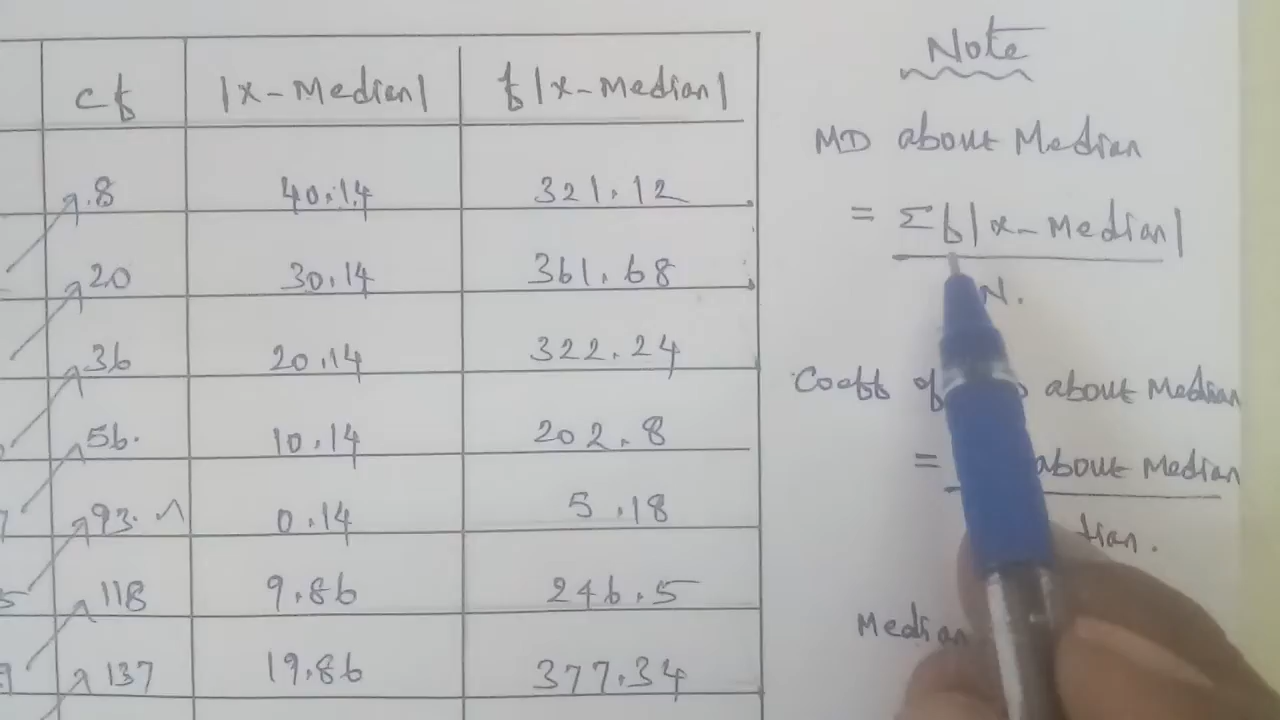 cf |x-Median| f|x-Median|
8 40.14 321.12
20 30.14 361.68
36 20.14 322.24
56. 10.14 202.8
93. 0.14 5.18
118 9.86 246.5
137 19.86 377.34
Note
MD about Median
= Σf|x-Median|
N.
Coeff of about Median
= about Median
Median